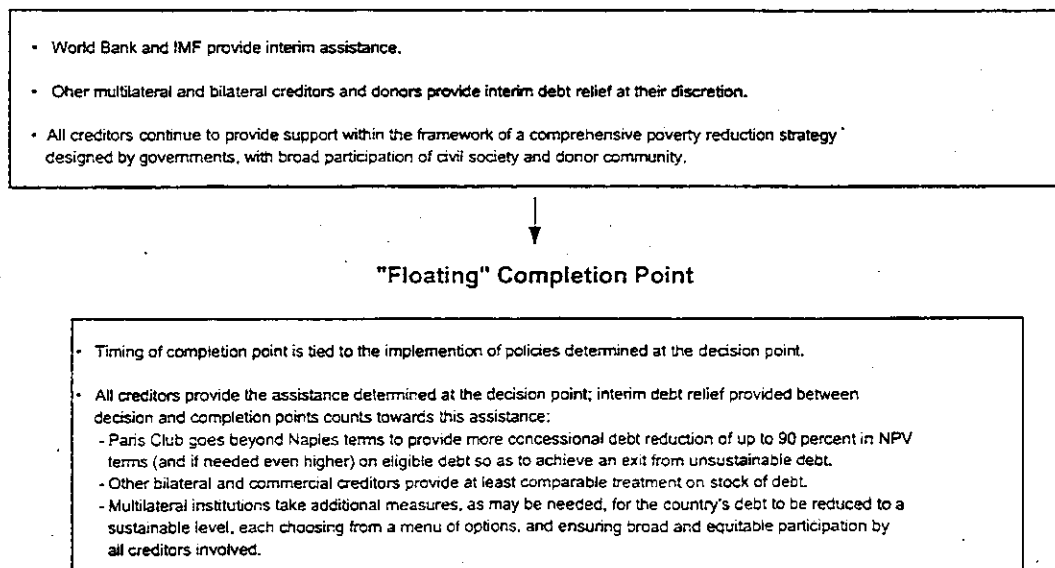 • World Bank and IMF provide interim assistance.
• Oher multilateral and bilateral creditors and donors provide interim debt relief at their discretion.
• All creditors continue to provide support within the framework of a comprehensive poverty reduction strategy
designed by governments, with broad participation of civil society and donor community.
"Floating" Completion Point
• Timing of completion point is tied to the implemention of policies determined at the decision point.
• All creditors provide the assistance determined at the decision point; interim debt relief provided between
decision and completion points counts towards this assistance:
- Paris Club goes beyond Naples terms to provide more concessional debt reduction of up to 90 percent in NPV
terms (and if needed even higher) on eligible debt so as to achieve an exit from unsustainable debt.
- Other bilateral and commercial creditors provide at least comparable treatment on stock of debt.
- Multilateral institutions take additional measures, as may be needed, for the country's debt to be reduced to a
sustainable level, each choosing from a menu of options, and ensuring broad and equitable participation by
all creditors involved.